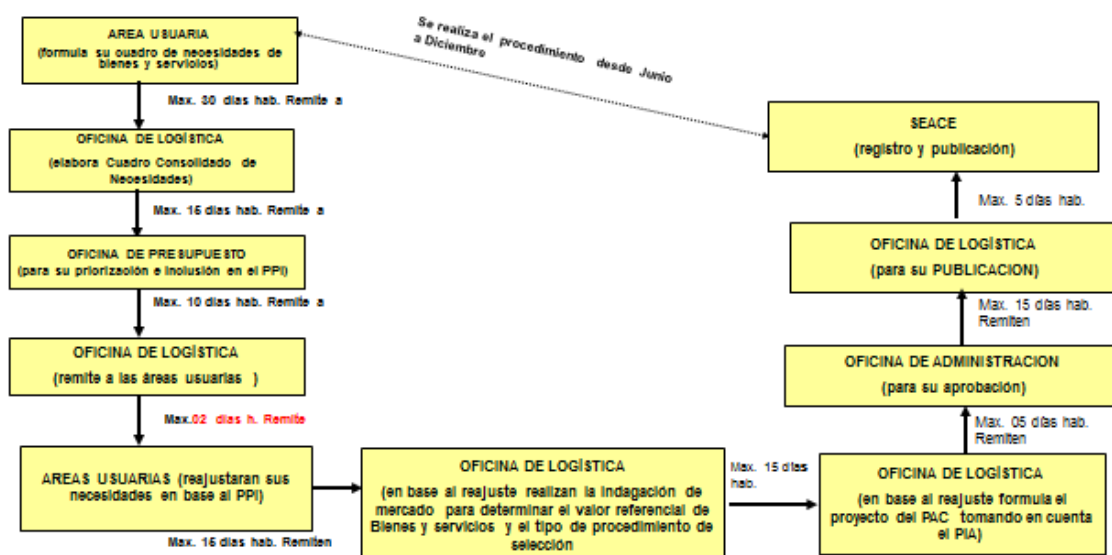 AREA USUARIA
(formula su cuadro de necesidades de
bienes y servicios)
Max. 30 dias hab. Remite a
OFICINA DE LOGÍSTICA
(elabora Cuadro Consolidado de
Necesidades)
Max. 15 dias hab. Remite a
OFICINA DE PRESUPUESTO
(para su priorización e inclusión en el PPI)
Max. 10 dias hab. Remite a
OFICINA DE LOGÍSTICA
(remite a las áreas usuarias )
Max.02 dias h. Remite
AREAS USUARIAS (reajustaran sus
necesidades en base al PPI)
Max. 15 dias hab. Remiten
OFICINA DE LOGÍSTICA
(en base al reajuste realizan la indagación de
mercado para determinar el valor referencial de
Bienes y servicios y el tipo de procedimiento de
selección
Max. 15 días
hab.
OFICINA DE LOGÍSTICA
(en base al reajuste formula el
proyecto del PAC tomando en cuenta
el PIA)
Max. 05 días hab.
Remiten
OFICINA DE ADMINISTRACION
(para su aprobación)
Max. 15 días hab.
Remiten
OFICINA DE LOGÍSTICA
(para su PUBLICACION)
Max. 5 días hab.
SEACE
(registro y publicación)
Se realiza el procedimiento desde Junio
a Diciembre